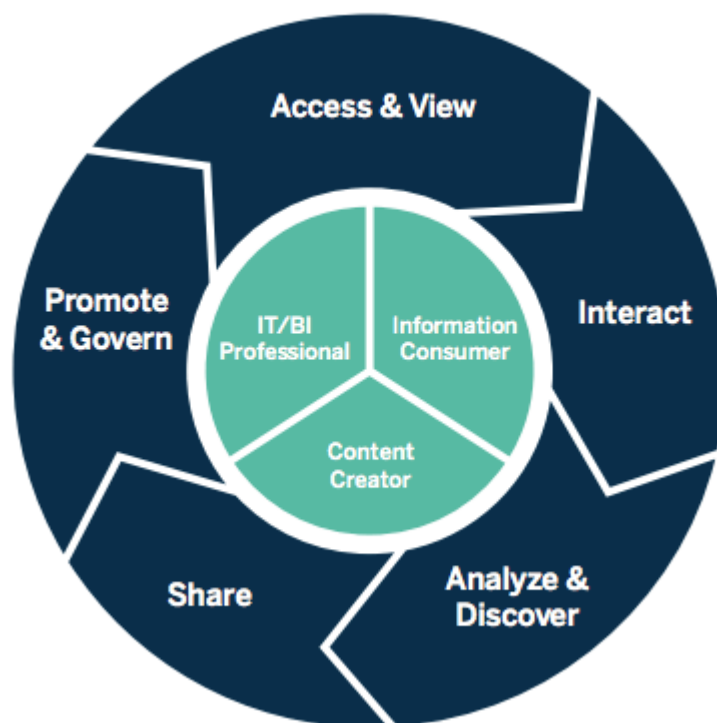 Access & View
Interact
Analyze &
Discover
Share
Promote
& Govern
IT/BI
Professional
Information
Consumer
Content
Creator